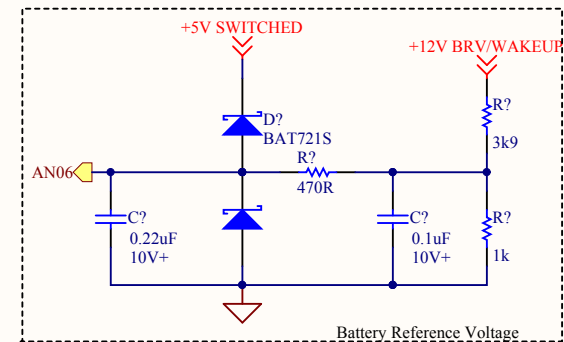 +5V SWITCHED
+12V BRV/WAKEUP
D?
BAT721S
R?
3k9
R?
470R
AN06
C?
0.22uF
10V+
C?
0.1uF
10V+
R?
1k
Battery Reference Voltage